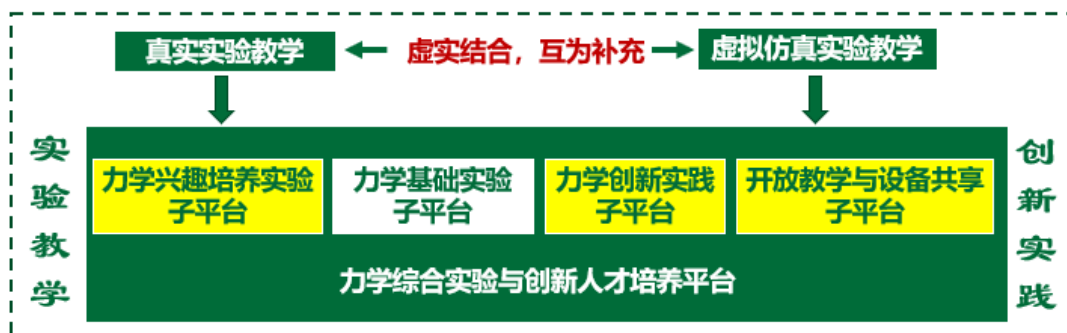 真实实验教学
虚实结合，互为补充
虚拟仿真实验教学
实验教学
力学兴趣培养实验
子平台
力学基础实验
子平台
力学创新实践
子平台
开放教学与设备共享
子平台
力学综合实验与创新人才培养平台
创新实践